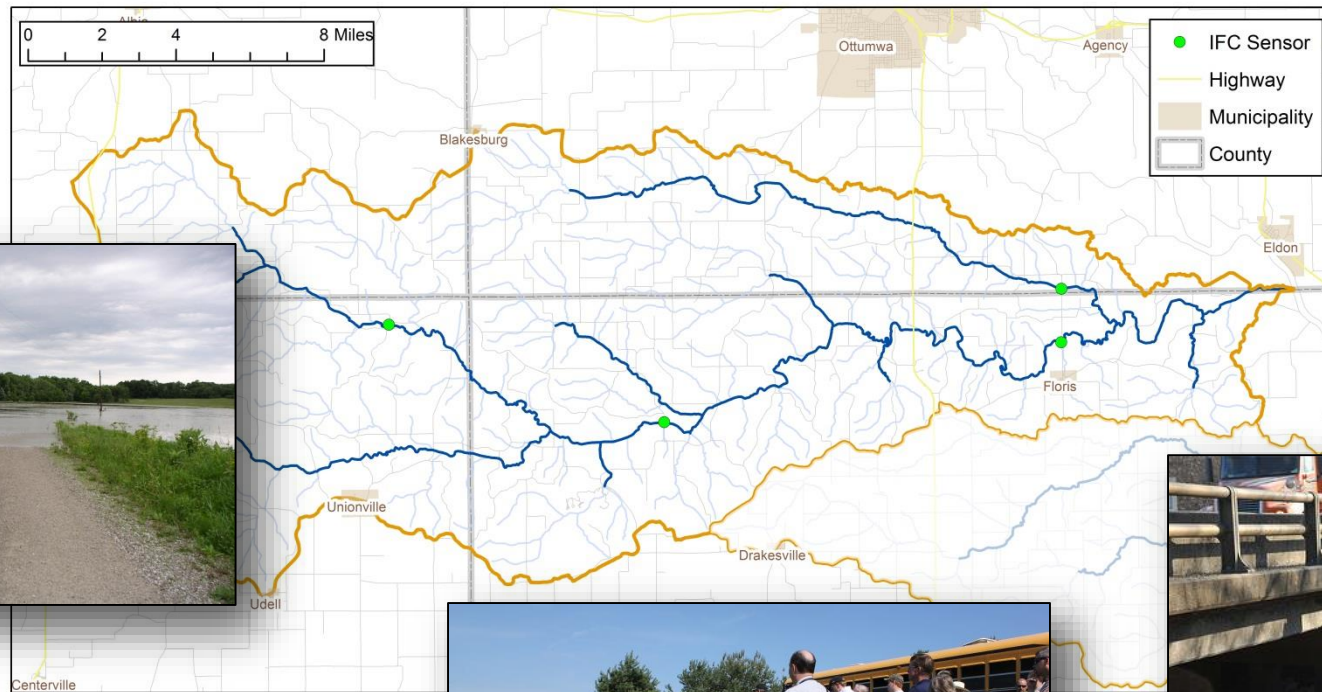 Albia
0 2 4 8 Miles
Ottumwa
Agency
IFC Sensor
Highway
Municipality
County
Blakesburg
Eldon
Floris
Unionville
Drakesville
Udell
Centerville